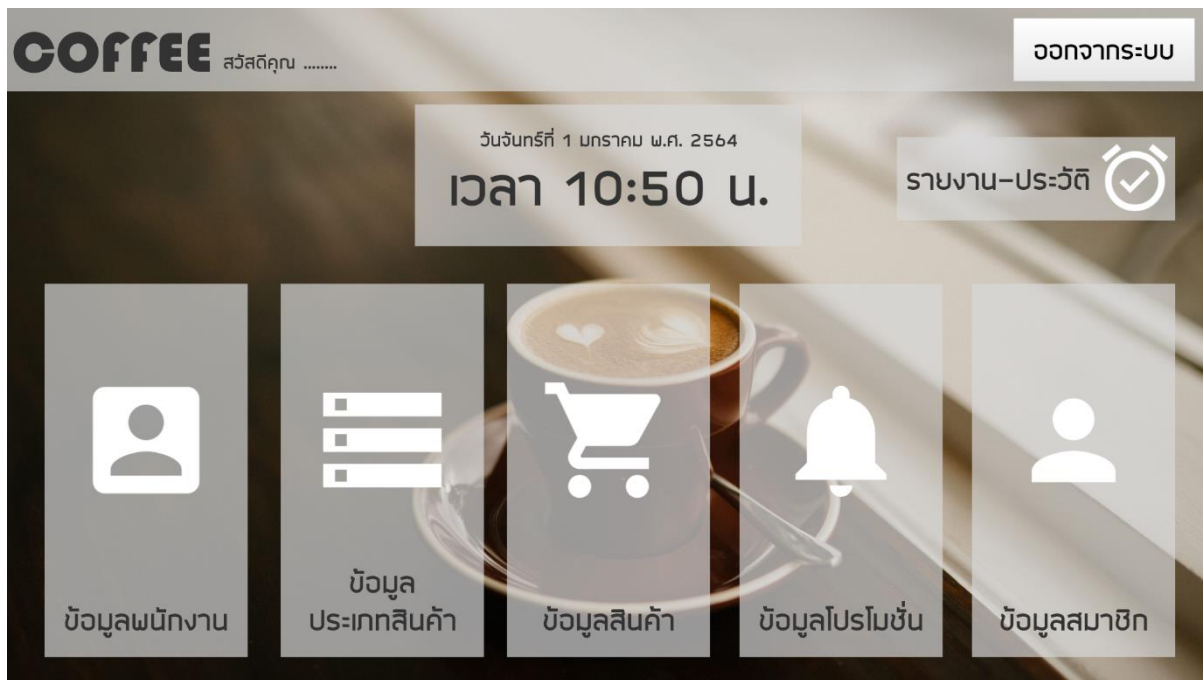 COFFEE สวัสดีคุณ ........
ออกจากระบบ
วันจันทร์ที่ 1 มกราคม พ.ศ. 2564
เวลา 10:50 น.
รายงาน-ประวัติ
ข้อมูลพนักงาน
ข้อมูล
ประเภทสินค้า
ข้อมูลสินค้า
ข้อมูลโปรโมชั่น
ข้อมูลสมาชิก